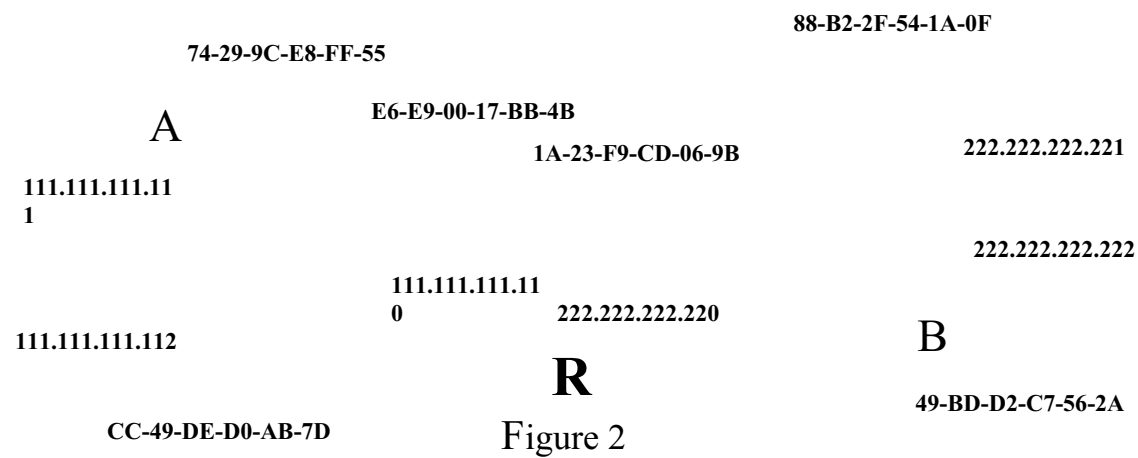 88-B2-2F-54-1A-0F
74-29-9C-E8-FF-55
E6-E9-00-17-BB-4B
A
1A-23-F9-CD-06-9B
222.222.222.221
111.111.111.11
1
222.222.222.222
111.111.111.11
0
222.222.222.220
111.111.111.112
B
R
49-BD-D2-C7-56-2A
CC-49-DE-D0-AB-7D
Figure 2